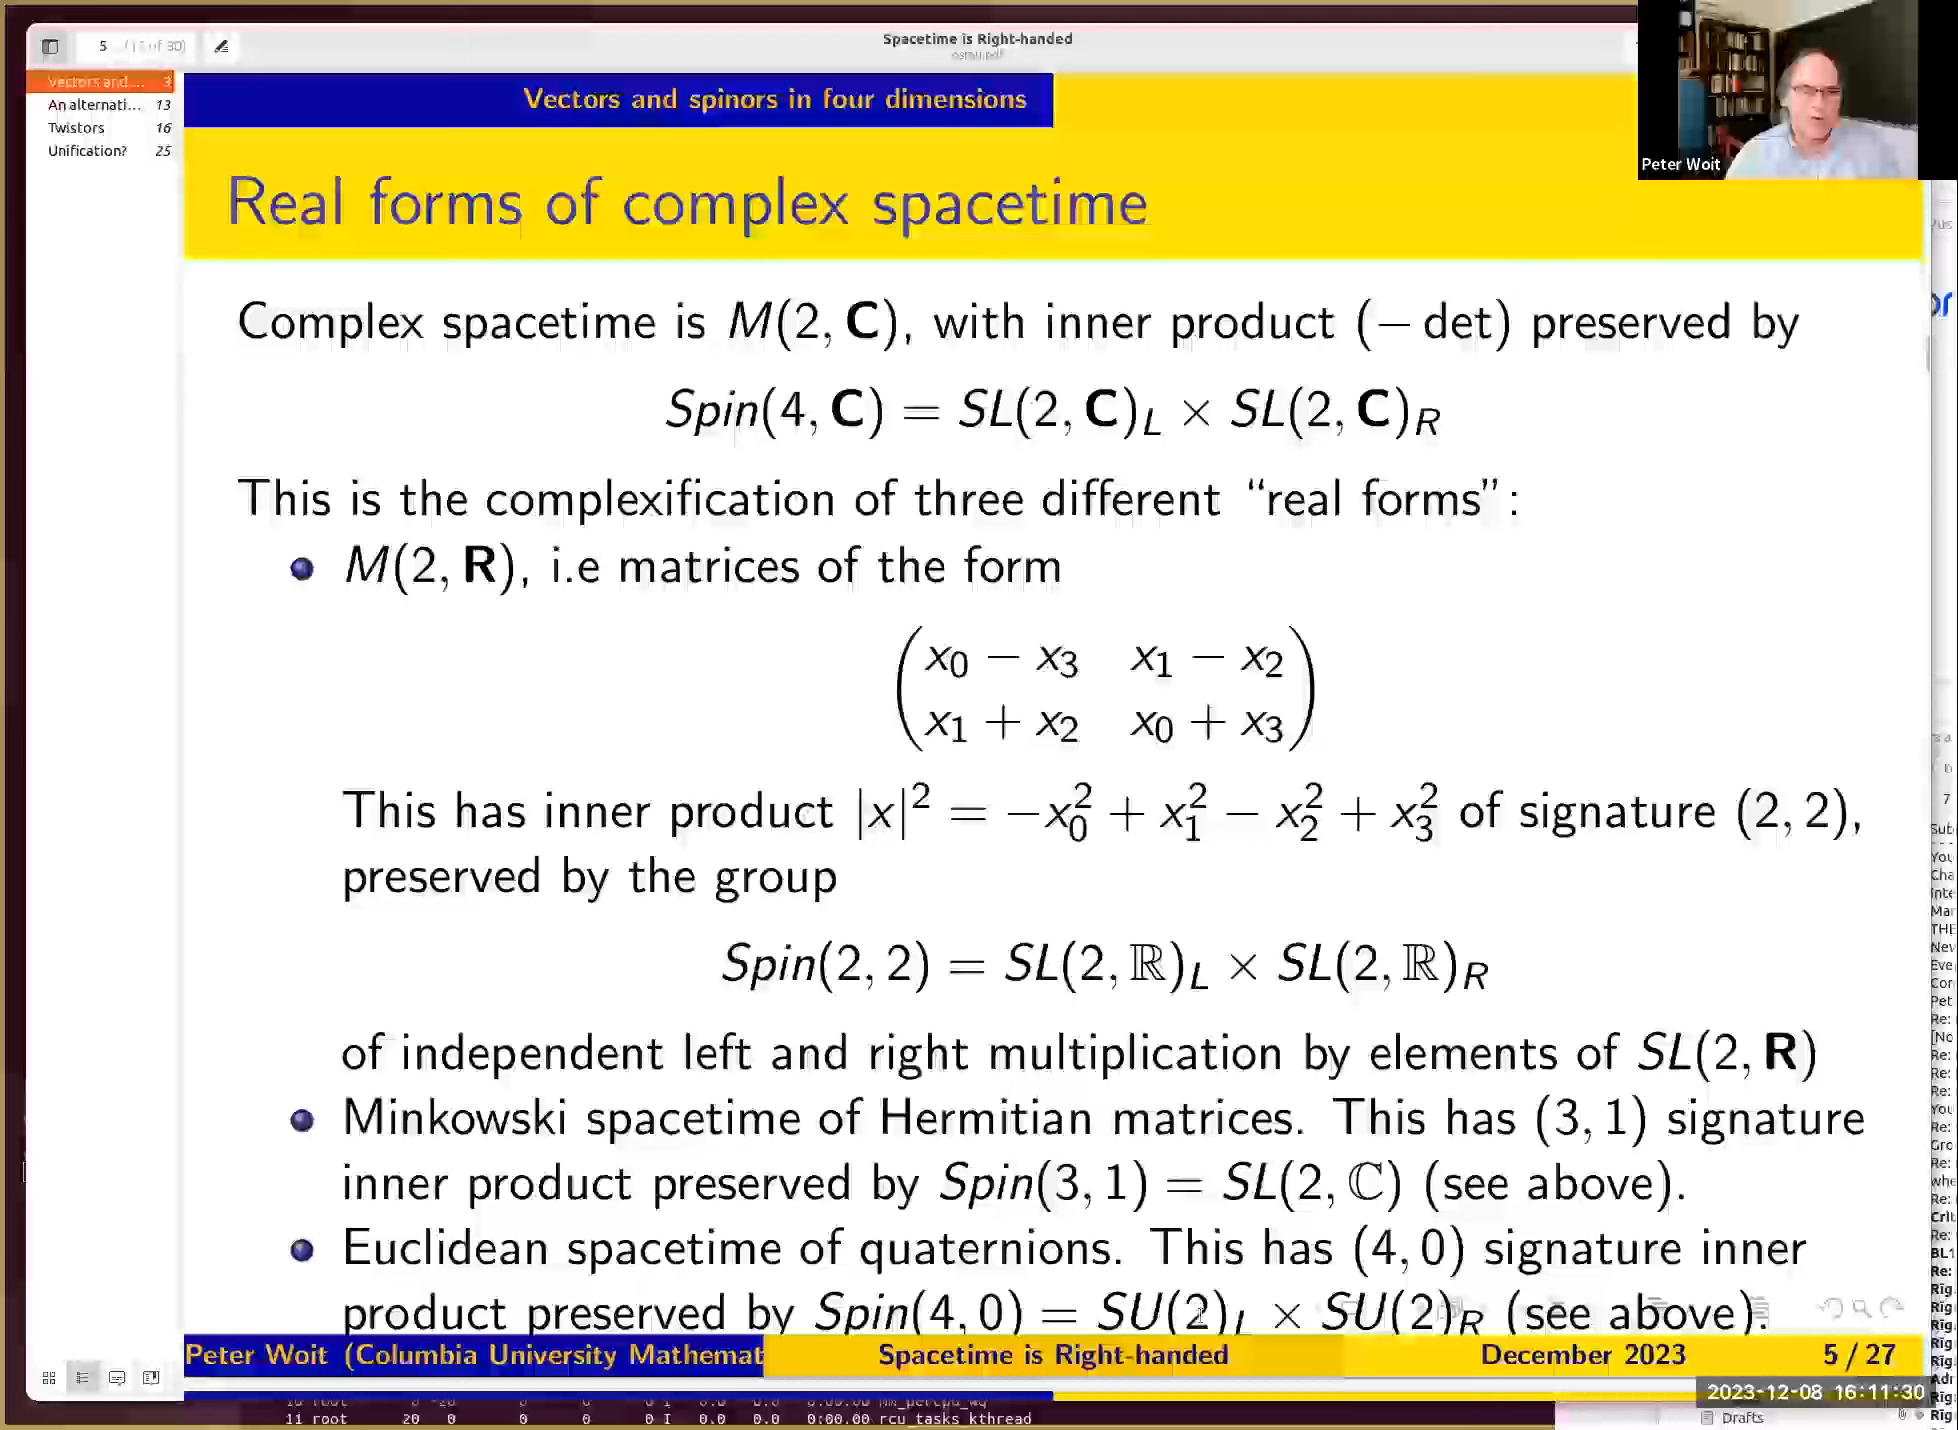 Spacetime is Right-handed
5 (15 of 30)
Vectors and ... 3
An alternati... 13
Twistors 16
Unification? 25
Peter Woit
Vectors and spinors in four dimensions
Real forms of complex spacetime
Complex spacetime is M(2, C), with inner product (− det) preserved by
Spin(4, C) = SL(2, C)_L × SL(2, C)_R
This is the complexification of three different “real forms”:
M(2, R), i.e matrices of the form
x₀ − x₃ x₁ − x₂
x₁ + x₂ x₀ + x₃
This has inner product |x|² = −x₀² + x₁² − x₂² + x₃² of signature (2, 2),
preserved by the group
Spin(2, 2) = SL(2, ℝ)_L × SL(2, ℝ)_R
of independent left and right multiplication by elements of SL(2, R)
Minkowski spacetime of Hermitian matrices. This has (3, 1) signature
inner product preserved by Spin(3, 1) = SL(2, ℂ) (see above).
Euclidean spacetime of quaternions. This has (4, 0) signature inner
product preserved by Spin(4, 0) = SU(2)_L × SU(2)_R (see above).
Peter Woit (Columbia University Mathemat
Spacetime is Right-handed
December 2023
5 / 27
2023-12-08 16:11:30
11 root 20 0 0 0 0 I 0.0 0.0 0:00.00 rcu_tasks_kthread
Drafts